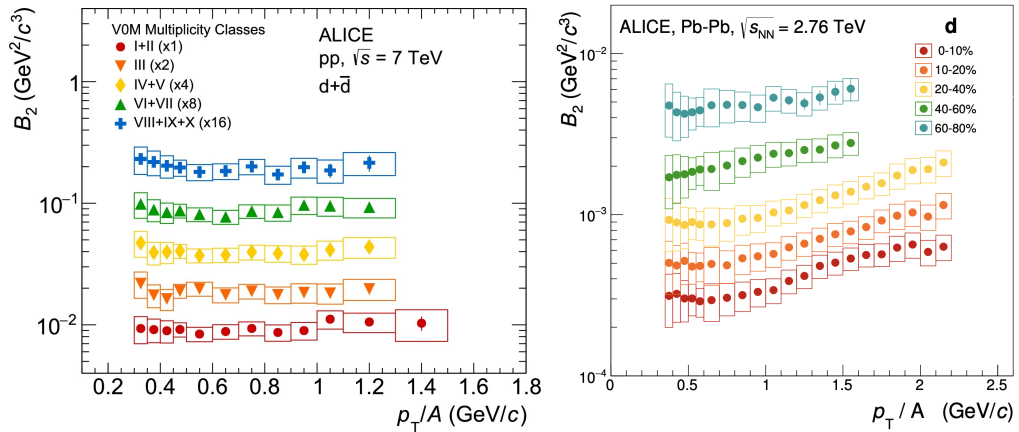 B₂ (GeV²/c³)
1
10⁻¹
10⁻²
V0M Multiplicity Classes
I+II (x1)
III (x2)
IV+V (x4)
VI+VII (x8)
VIII+IX+X (x16)
ALICE
pp, √s = 7 TeV
d+d̅
0.2 0.4 0.6 0.8 1 1.2 1.4 1.6 1.8
p_T/A (GeV/c)
B₂ (GeV²/c³)
10⁻²
10⁻³
10⁻⁴
ALICE, Pb-Pb, √s_NN = 2.76 TeV
d
0-10%
10-20%
20-40%
40-60%
60-80%
0 0.5 1 1.5 2 2.5
p_T / A (GeV/c)